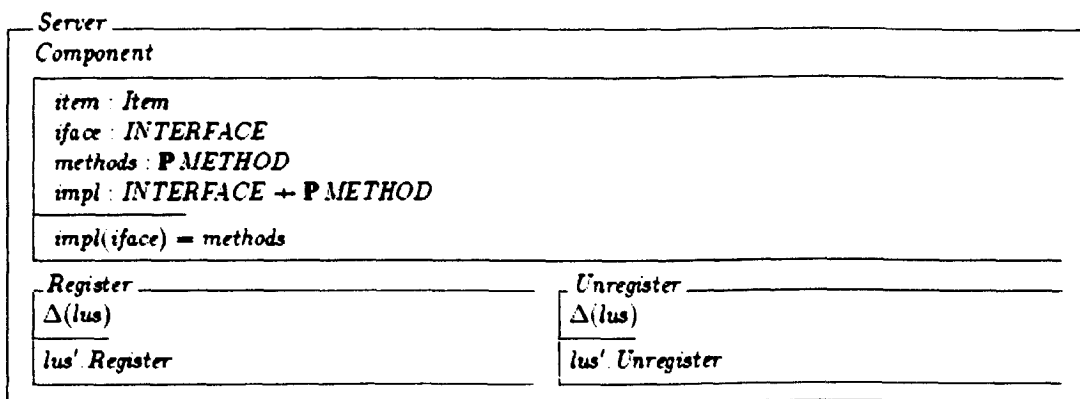 Server
Component
item : Item
iface : INTERFACE
methods : ℙ METHOD
impl : INTERFACE ⇸ ℙ METHOD
impl(iface) = methods
Register
Δ(lus)
lus′.Register
Unregister
Δ(lus)
lus′.Unregister